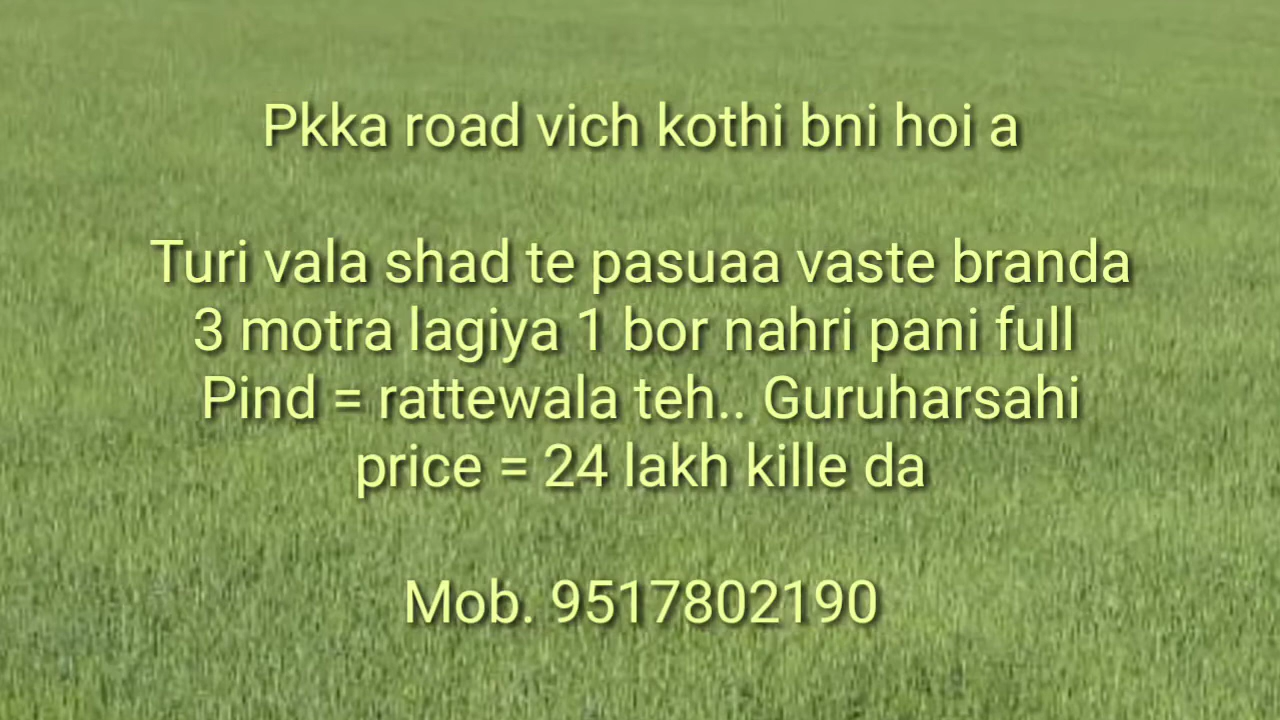 Pkka road vich kothi bni hoi a
Turi vala shad te pasuaa vaste branda
3 motra lagiya 1 bor nahri pani full
Pind = rattewala teh.. Guruharsahi
price = 24 lakh kille da
Mob. 9517802190